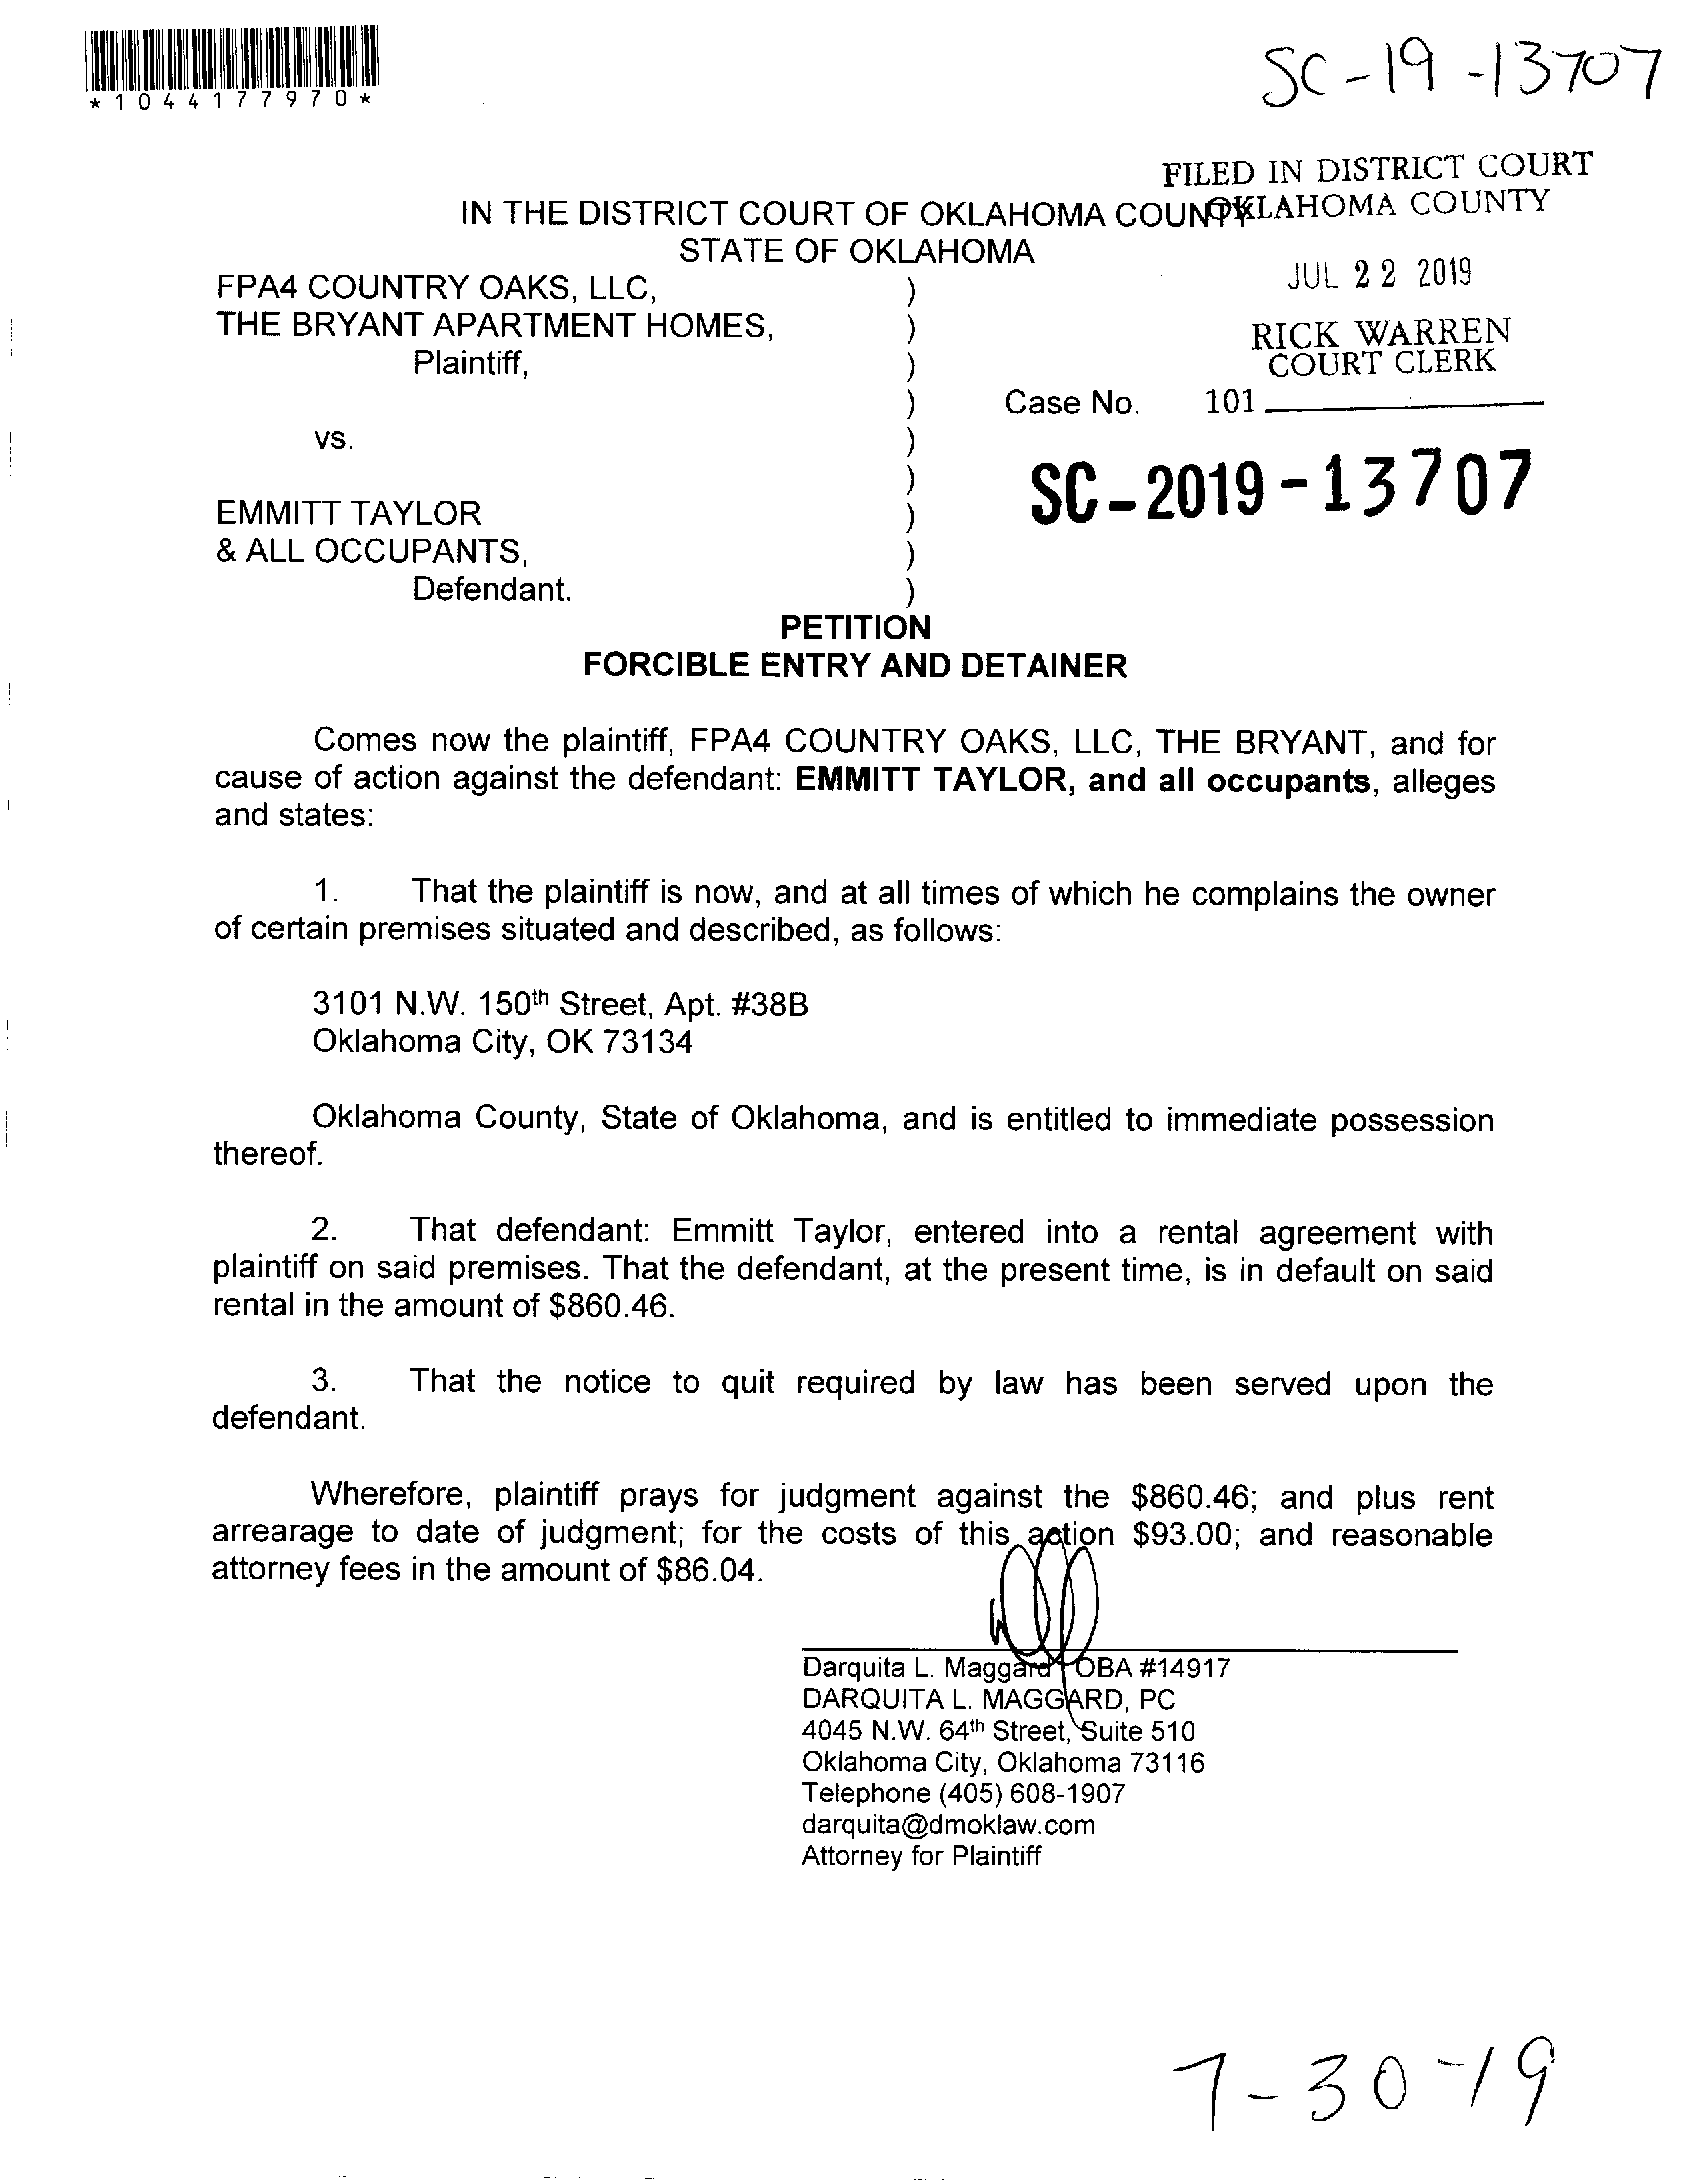 *1044177970*
SC-19-13707
FILED IN DISTRICT COURT
OKLAHOMA COUNTY
IN THE DISTRICT COURT OF OKLAHOMA COUNTY
STATE OF OKLAHOMA
JUL 22 2019
RICK WARREN
COURT CLERK
101
FPA4 COUNTRY OAKS, LLC, )
THE BRYANT APARTMENT HOMES, )
Plaintiff, )
) Case No.
vs. )
) SC-2019-13707
EMMITT TAYLOR )
& ALL OCCUPANTS, )
Defendant. )
PETITION
FORCIBLE ENTRY AND DETAINER
Comes now the plaintiff, FPA4 COUNTRY OAKS, LLC, THE BRYANT, and for
cause of action against the defendant: EMMITT TAYLOR, and all occupants, alleges
and states:
1. That the plaintiff is now, and at all times of which he complains the owner
of certain premises situated and described, as follows:
3101 N.W. 150th Street, Apt. #38B
Oklahoma City, OK 73134
Oklahoma County, State of Oklahoma, and is entitled to immediate possession
thereof.
2. That defendant: Emmitt Taylor, entered into a rental agreement with
plaintiff on said premises. That the defendant, at the present time, is in default on said
rental in the amount of $860.46.
3. That the notice to quit required by law has been served upon the
defendant.
Wherefore, plaintiff prays for judgment against the $860.46; and plus rent
arrearage to date of judgment; for the costs of this action $93.00; and reasonable
attorney fees in the amount of $86.04.
Darquita L. Maggard OBA #14917
DARQUITA L. MAGGARD, PC
4045 N.W. 64th Street, Suite 510
Oklahoma City, Oklahoma 73116
Telephone (405) 608-1907
darquita@dmoklaw.com
Attorney for Plaintiff
7-30-19